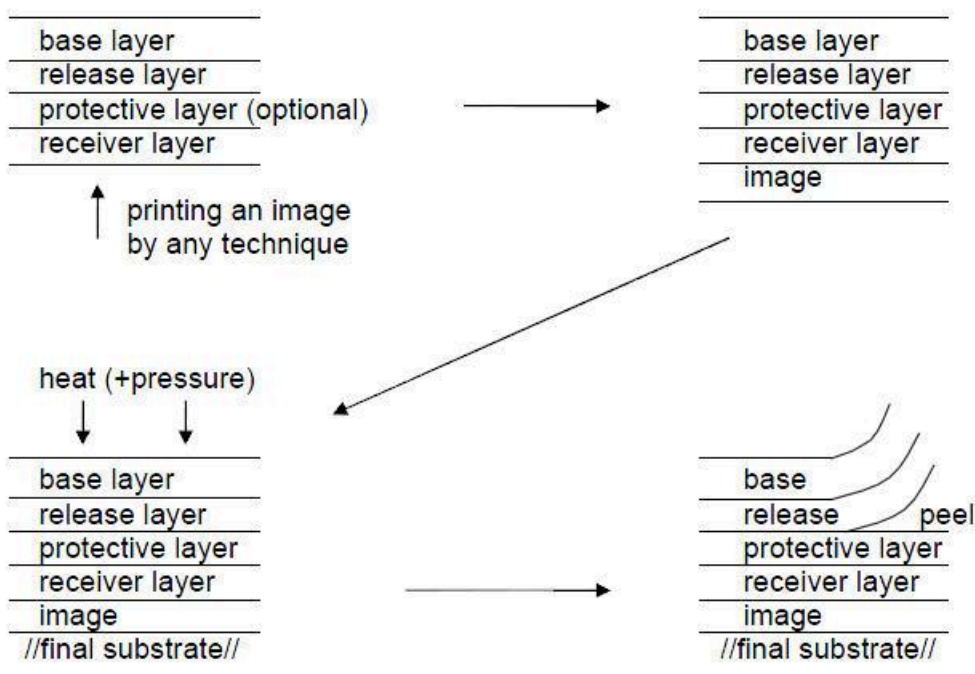 base layer
release layer
protective layer (optional)
receiver layer
printing an image
by any technique
base layer
release layer
protective layer
receiver layer
image
heat (+pressure)
base layer
release layer
protective layer
receiver layer
image
//final substrate//
base
release peel
protective layer
receiver layer
image
//final substrate//